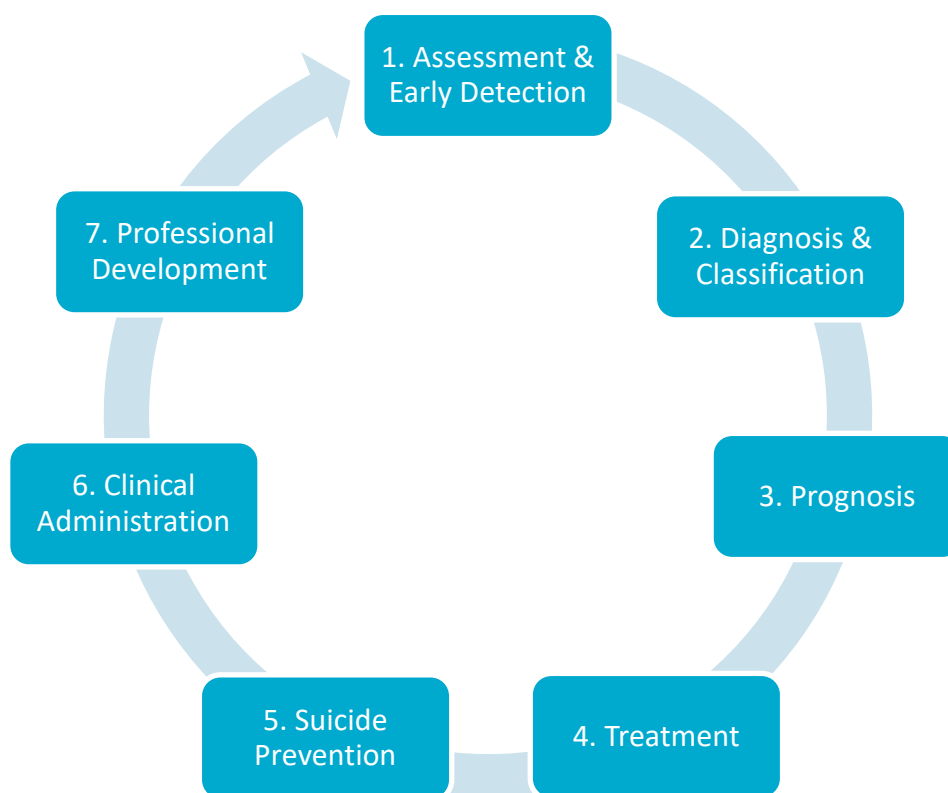 1. Assessment &
Early Detection
2. Diagnosis &
Classification
3. Prognosis
4. Treatment
5. Suicide
Prevention
6. Clinical
Administration
7. Professional
Development